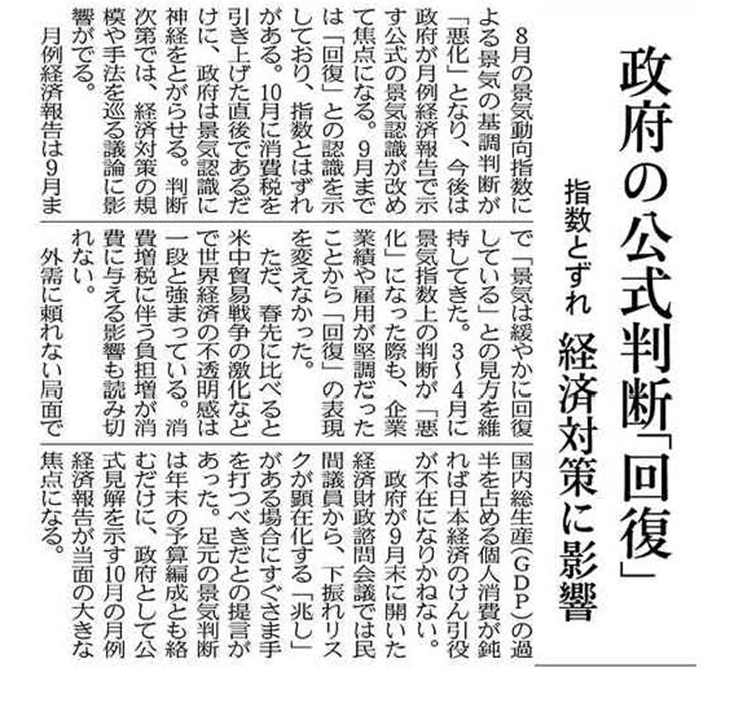 政府の公式判断「回復」
指数とずれ 経済対策に影響
8月の景気動向指数に
よる景気の基調判断が
「悪化」となり、今後は
政府が月例経済報告で示
す公式の景気認識が改め
て焦点になる。9月まで
は「回復」との認識を示
しており、指数とはずれ
がある。10月に消費税を
引き上げた直後であるだ
けに、政府は景気認識に
神経をとがらせる。判断
次第では、経済対策の規
模や手法を巡る議論に影
響がでる。
月例経済報告は9月ま
で「景気は緩やかに回復
している」との見方を維
持してきた。3~4月に
景気指数上の判断が「悪
化」になった際も、企業
業績や雇用が堅調だった
ことから「回復」の表現
を変えなかった。
ただ、春先に比べると
米中貿易戦争の激化など
で世界経済の不透明感は
一段と強まっている。消
費増税に伴う負担増が消
費に与える影響も読み切
れない。
外需に頼れない局面で
国内総生産(GDP)の過
半を占める個人消費が鈍
れば日本経済のけん引役
が不在になりかねない。
政府が9月末に開いた
経済財政諮問会議では民
間議員から、下振れリス
クが顕在化する「兆し」
がある場合にすぐさま手
を打つべきだとの提言が
あった。足元の景気判断
は年末の予算編成とも絡
むだけに、政府として公
式見解を示す10月の月例
経済報告が当面の大きな
焦点になる。